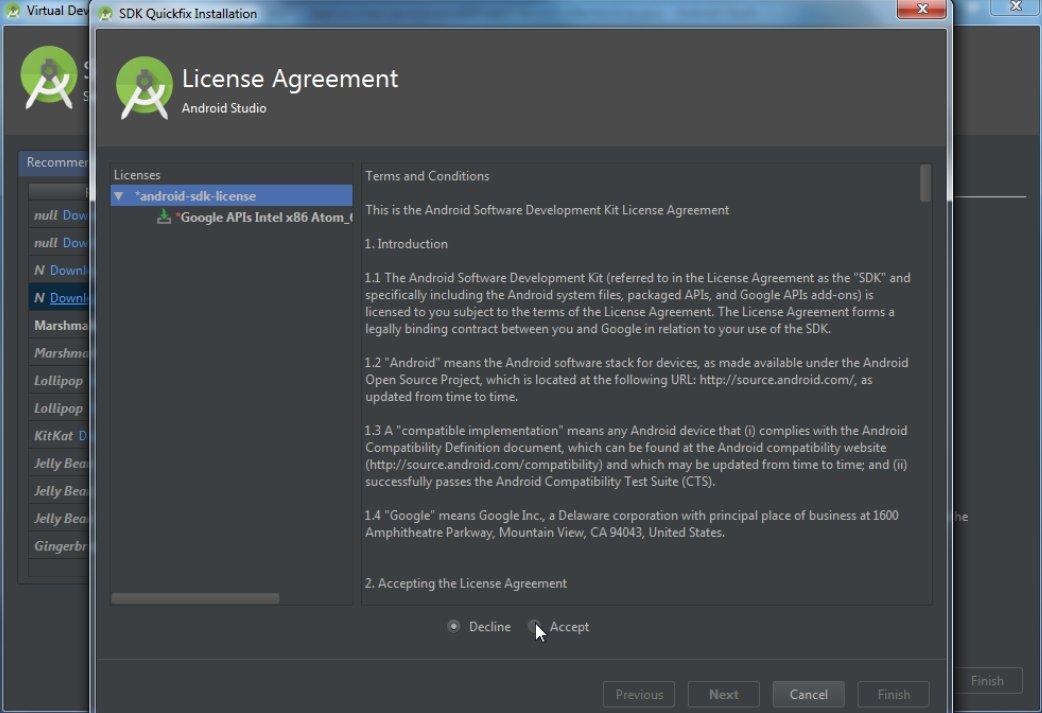 Virtual Dev
SDK Quickfix Installation
License Agreement
Android Studio
Recommen
null Dow
null Dow
N Downl
N Downl
Marshma
Marshma
Lollipop
Lollipop
KitKat D
Jelly Bea
Jelly Bea
Jelly Bea
Gingerbr
Licenses
*android-sdk-license
*Google APIs Intel x86 Atom_
Terms and Conditions
This is the Android Software Development Kit License Agreement
1. Introduction
1.1 The Android Software Development Kit (referred to in the License Agreement as the "SDK" and
specifically including the Android system files, packaged APIs, and Google APIs add-ons) is
licensed to you subject to the terms of the License Agreement. The License Agreement forms a
legally binding contract between you and Google in relation to your use of the SDK.
1.2 "Android" means the Android software stack for devices, as made available under the Android
Open Source Project, which is located at the following URL: http://source.android.com/, as
updated from time to time.
1.3 A "compatible implementation" means any Android device that (i) complies with the Android
Compatibility Definition document, which can be found at the Android compatibility website
(http://source.android.com/compatibility) and which may be updated from time to time; and (ii)
successfully passes the Android Compatibility Test Suite (CTS).
1.4 "Google" means Google Inc., a Delaware corporation with principal place of business at 1600
Amphitheatre Parkway, Mountain View, CA 94043, United States.
2. Accepting the License Agreement
he
Decline
Accept
Previous
Next
Cancel
Finish
Finish